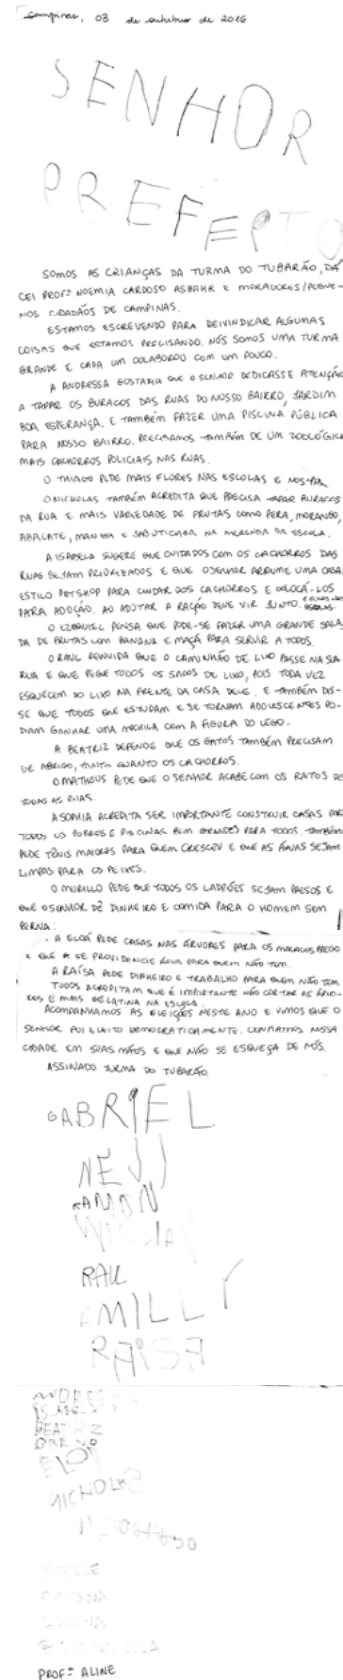 Campinas, 03 de outubro de 2016
SENHOR
PREFEPTO
SOMOS AS CRIANÇAS DA TURMA DO TUBARÃO, DA
CEI PROFª NOEMIA CARDOSO ASBAHR E MORADORES/PEQUE-
NOS CIDADÃOS DE CAMPINAS.
ESTAMOS ESCREVENDO PARA REIVINDICAR ALGUMAS
COISAS QUE ESTAMOS PRECISANDO. NÓS SOMOS UMA TURMA
GRANDE E CADA UM COLABOROU COM UM POUCO.
A ANDRESSA GOSTARIA QUE O SENHOR DEDICASSE ATENÇÃO
A TAPAR OS BURACOS DAS RUAS DO NOSSO BAIRRO, JARDIM
BOA ESPERANÇA. E TAMBÉM FAZER UMA PISCINA PÚBLICA
PARA NOSSO BAIRRO. PRECISAMOS TAMBÉM DE UM ZOOLÓGICO
MAIS CACHORROS POLICIAIS NAS RUAS.
O THIAGO PEDE MAIS FLORES NAS ESCOLAS E
O NICHOLAS TAMBÉM ACREDITA QUE PRECISA TAPAR BURACOS
DA RUA E MAIS VARIEDADE DE FRUTAS COMO PERA, MORANGO,
ABACATE, MANGA E JABUTICABA NA MERENDA DA ESCOLA.
A ISABELA SUGERE QUE CUIDADOS COM OS CACHORROS DAS
RUAS SEJAM PRIORIZADOS E QUE O SENHOR ARRUME UMA CASA
ESTILO PETSHOP PARA CUIDAR DOS CACHORROS E COLOCÁ-LOS
PARA ADOÇÃO. AO ADOTAR A RAÇÃO DEVE VIR JUNTO.
O EZEQUIEL PENSA QUE PODE-SE FAZER UMA GRANDE SALA
DA DE FRUTAS COM BANANA E MAÇÃ PARA SERVIR A TODOS.
O RAUL REIVINDICA QUE O CAMINHÃO DE LIXO PASSE NA SUA
RUA E QUE PEGUE TODOS OS SACOS DE LIXO, POIS TODA VEZ
ESQUECEM DO LIXO NA FRENTE DA CASA DELE. E TAMBÉM DIS-
SE QUE TODOS QUE ESTUDAM E SE TORNAM ADOLESCENTES PO-
DIAM GANHAR UMA MOCHILA COM A FIGURA DO LEGO.
A BEATRIZ DEFENDE QUE OS GATOS TAMBÉM PRECISAM
DE ABRIGO, TANTO QUANTO OS CACHORROS.
O MATHEUS PEDE QUE O SENHOR ACABE COM OS RATOS DE
TODAS AS RUAS.
A SOPHIA ACREDITA SER IMPORTANTE CONSTRUIR CASAS PARA
TODOS OS POBRES E PISCINAS BEM GRANDES PARA TODOS. TAMBÉM
PEDE TÊNIS MAIORES PARA QUEM CRESCEU E QUE AS ÁGUAS SEJAM
LIMPAS PARA OS PEIXES.
O MURILLO PEDE QUE TODOS OS LADRÕES SEJAM PRESOS E
QUE O SENHOR DÊ DINHEIRO E COMIDA PARA O HOMEM SEM
PERNA.
A ELOÁ PEDE CASAS NAS ÁRVORES PARA OS MACACOS PREGO
E QUE A SE PROVIDENCIE ÁGUA PARA QUEM NÃO TEM.
A RAÍSA PEDE DINHEIRO E TRABALHO PARA QUEM NÃO TEM.
TODOS ACREDITAM QUE É IMPORTANTE NÃO CORTAR AS ÁRVO-
RES E MAIS GELATINA NA ESCOLA.
ACOMPANHAMOS AS ELEIÇÕES NESTE ANO E VIMOS QUE O
SENHOR FOI ELEITO DEMOCRATICAMENTE. CONFIAMOS NOSSA
CIDADE EM SUAS MÃOS E QUE NÃO SE ESQUEÇA DE NÓS.
ASSINADO TURMA DO TUBARÃO.
GABRIEL
RAUL
EMILLY
RAISA
NICHOLAS
PROFª ALINE